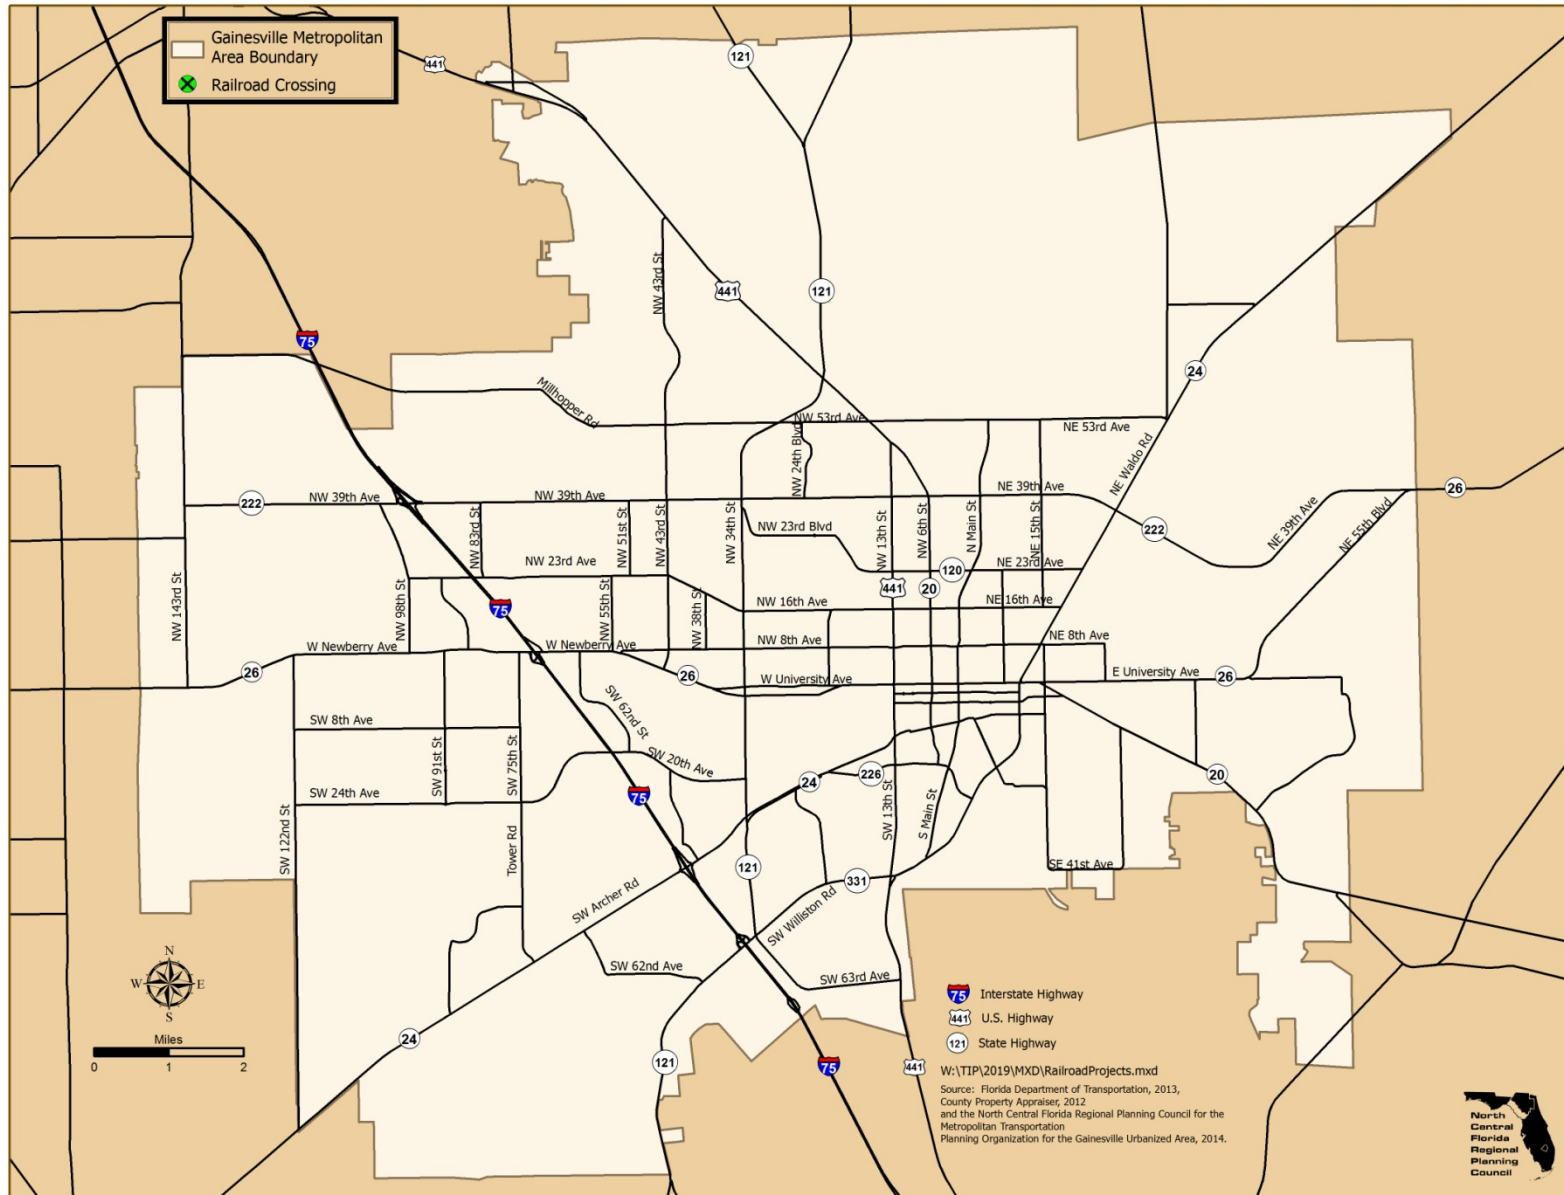 Gainesville Metropolitan
Area Boundary
Railroad Crossing
441
121
441
121
75
24
NW 43rd St
Millhopper Rd
NW 53rd Ave
NE 53rd Ave
NW 24th Blvd
NE Waldo Rd
222
NW 39th Ave
NW 39th Ave
NE 39th Ave
222
NE 39th Ave
26
NE 55th Blvd
NW 83rd St
NW 51st St
NW 43rd St
NW 34th St
NW 23rd Blvd
NW 13th St
NW 6th St
N Main St
NE 15th St
NW 23rd Ave
120
NE 23rd Ave
NW 143rd St
NW 98th St
75
NW 55th St
NW 38th St
NW 16th Ave
441
20
NE 16th Ave
W Newberry Ave
W Newberry Ave
NW 8th Ave
NE 8th Ave
26
26
W University Ave
E University Ave
26
SW 62nd St
SW 8th Ave
SW 91st St
SW 75th St
SW 20th Ave
SW 24th Ave
75
24
226
20
SW 13th St
S Main St
SW 122nd St
Tower Rd
121
331
SE 41st Ave
SW Archer Rd
SW Williston Rd
SW 62nd Ave
SW 63rd Ave
N
W
E
S
Miles
0 1 2
24
121
75
441
75 Interstate Highway
441 U.S. Highway
121 State Highway
W:\TIP\2019\MXD\RailroadProjects.mxd
Source: Florida Department of Transportation, 2013,
County Property Appraiser, 2012
and the North Central Florida Regional Planning Council for the
Metropolitan Transportation
Planning Organization for the Gainesville Urbanized Area, 2014.
North
Central
Florida
Regional
Planning
Council